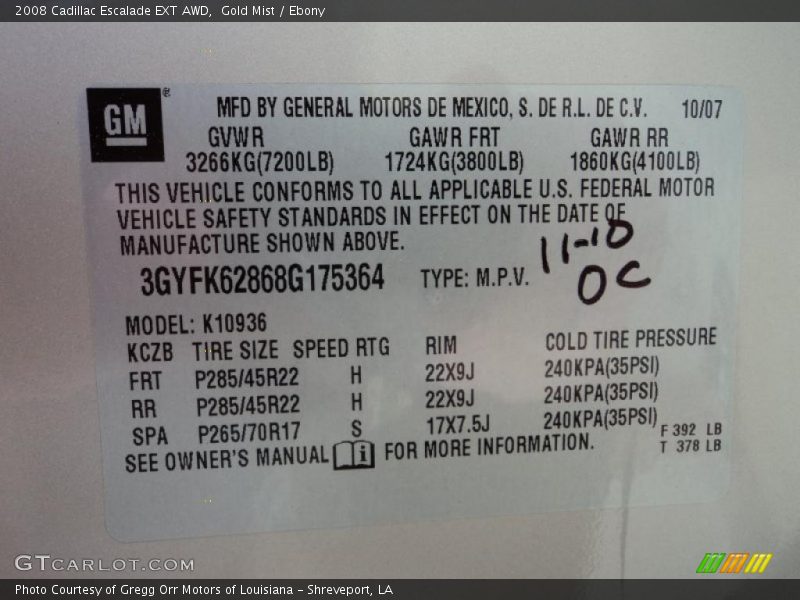 2008 Cadillac Escalade EXT AWD,  Gold Mist / Ebony
GM ®
MFD BY GENERAL MOTORS DE MEXICO, S. DE R.L. DE C.V. 10/07
GVWR GAWR FRT GAWR RR
3266KG(7200LB) 1724KG(3800LB) 1860KG(4100LB)
THIS VEHICLE CONFORMS TO ALL APPLICABLE U.S. FEDERAL MOTOR
VEHICLE SAFETY STANDARDS IN EFFECT ON THE DATE OF
MANUFACTURE SHOWN ABOVE.
11-10
3GYFK62868G175364 TYPE: M.P.V.
OC
MODEL: K10936
KCZB TIRE SIZE SPEED RTG RIM COLD TIRE PRESSURE
FRT P285/45R22 H 22X9J 240KPA(35PSI)
RR P285/45R22 H 22X9J 240KPA(35PSI)
SPA P265/70R17 S 17X7.5J 240KPA(35PSI)
F 392 LB
T 378 LB
SEE OWNER'S MANUAL i FOR MORE INFORMATION.
GTCARLOT.COM
Photo Courtesy of Gregg Orr Motors of Louisiana – Shreveport, LA